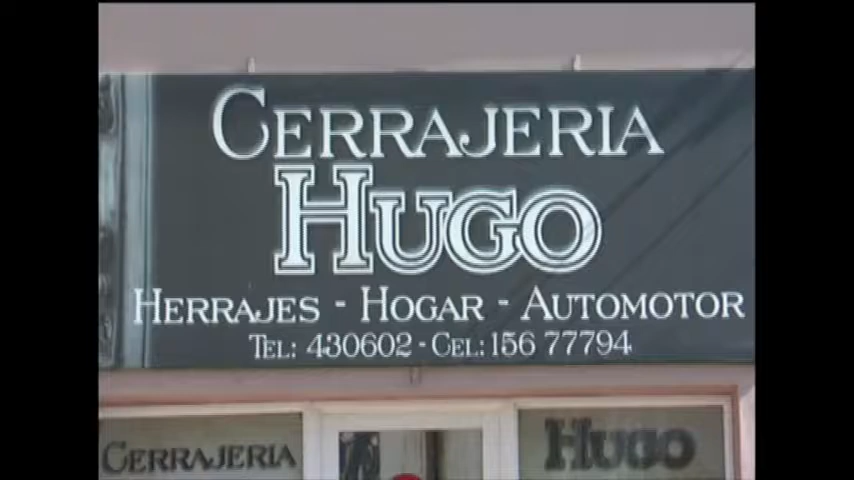 CERRAJERIA
HUGO
HERRAJES - HOGAR - AUTOMOTOR
TEL: 430602 - CEL: 156 77794
CERRAJERIA
HUGO